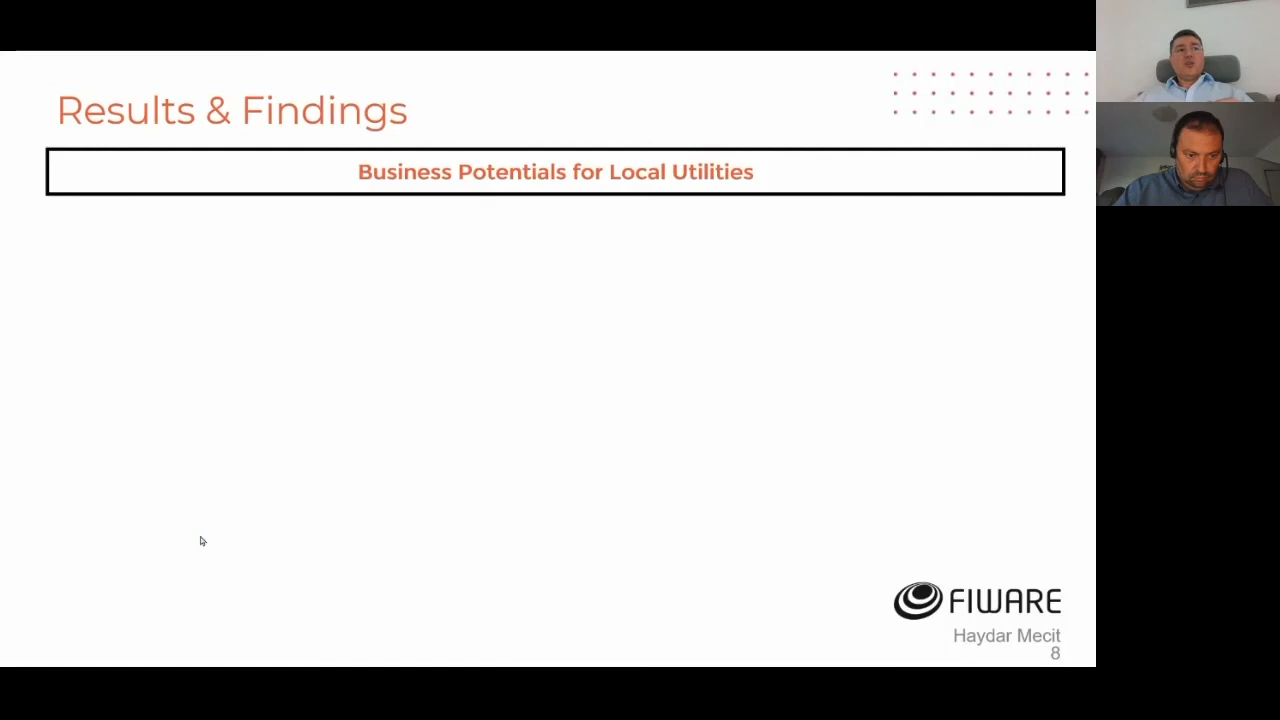 Results & Findings
Business Potentials for Local Utilities
FIWARE
Haydar Mecit
8